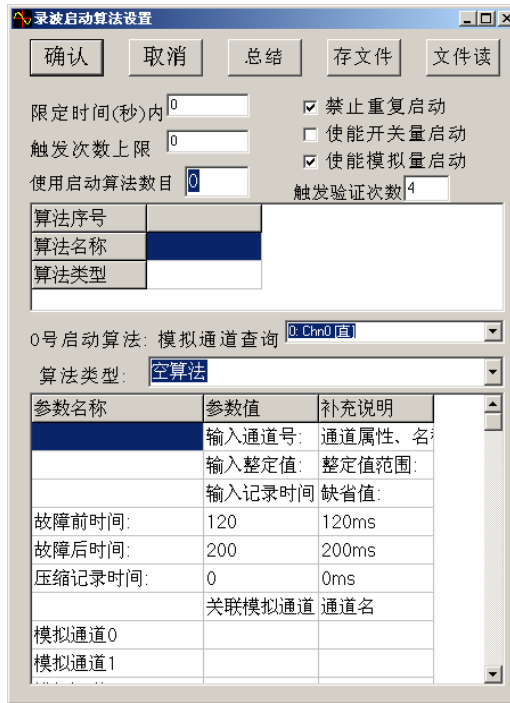 录波启动算法设置
确认 取消 总结 存文件 文件读
限定时间(秒)内 0 禁止重复启动
触发次数上限 0 使能开关量启动
使能模拟量启动
使用启动算法数目 0 触发验证次数 4
算法序号
算法名称
算法类型
0号启动算法: 模拟通道查询 0: Chn0 [直]
算法类型: 空算法
参数名称 参数值 补充说明
输入通道号: 通道属性、名
输入整定值: 整定值范围:
输入记录时间 缺省值:
故障前时间: 120 120ms
故障后时间: 200 200ms
压缩记录时间: 0 0ms
关联模拟通道 通道名
模拟通道0
模拟通道1